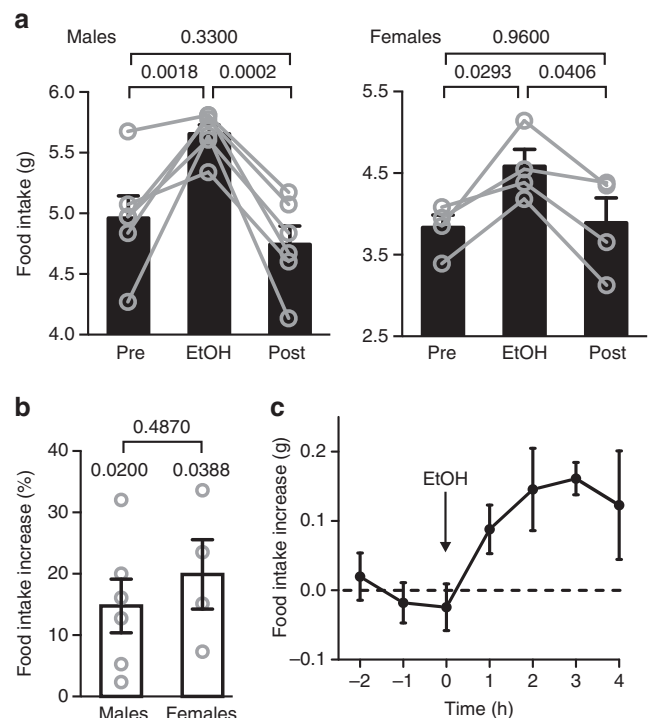 a
Males 0.3300
0.0018 0.0002
6.0
5.5
5.0
4.5
4.0
Food intake (g)
Pre EtOH Post
Females 0.9600
0.0293 0.0406
5.5
4.5
3.5
2.5
Pre EtOH Post
b
0.4870
0.0200 0.0388
40
30
20
10
0
Food intake increase (%)
Males Females
c
EtOH
0.2
0.1
0.0
–0.1
Food intake increase (g)
–2 –1 0 1 2 3 4
Time (h)